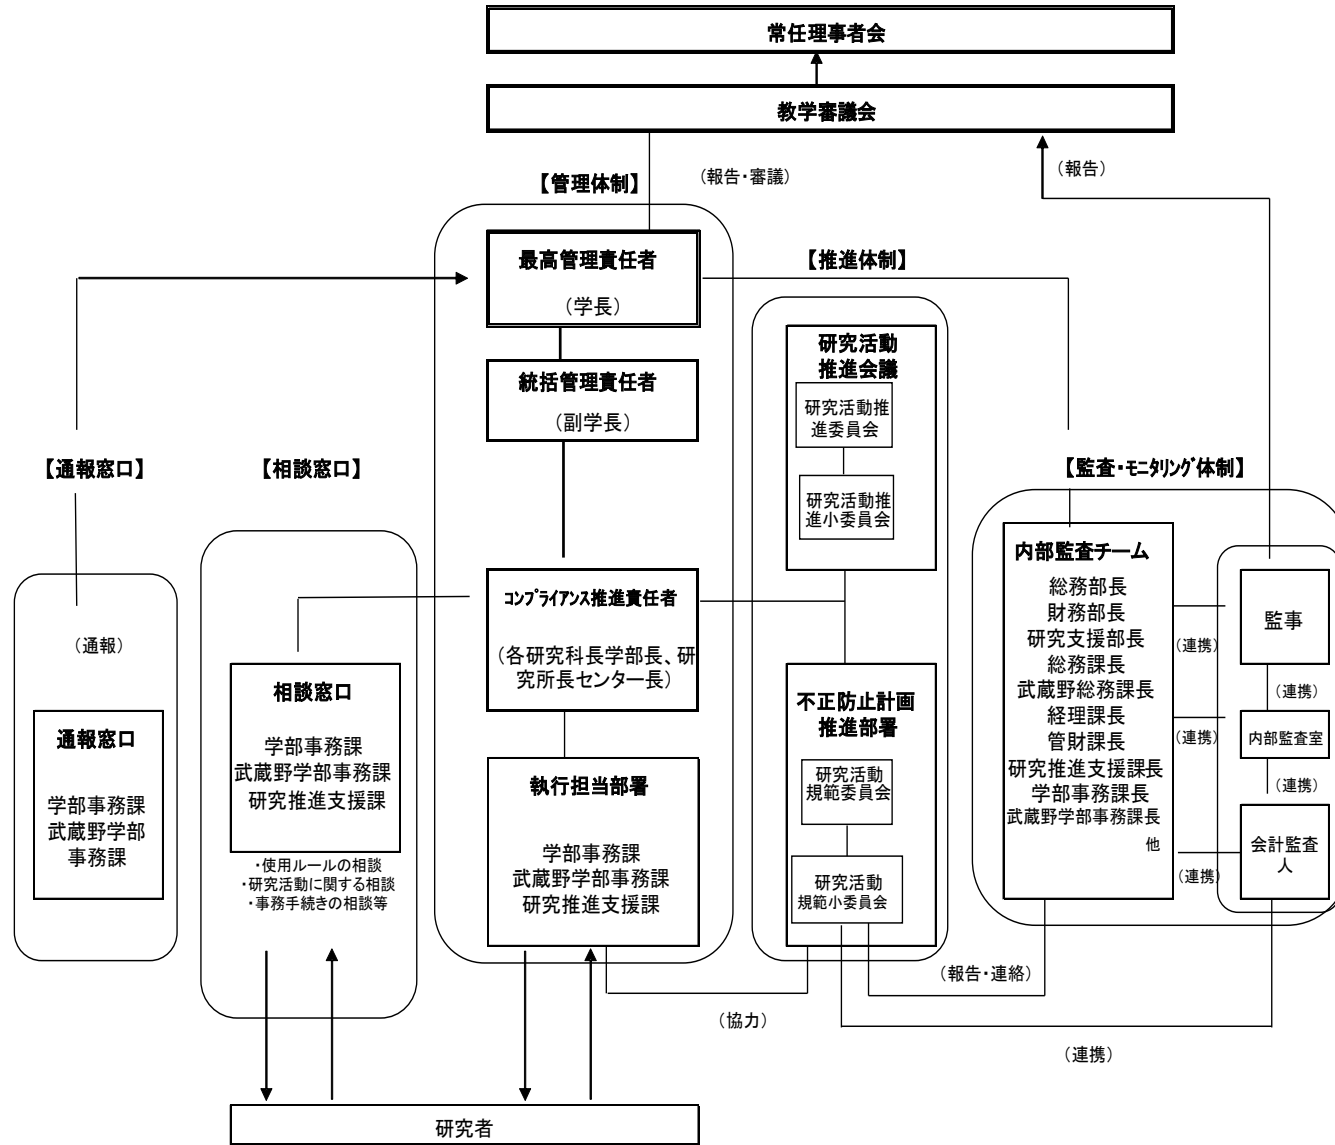 常任理事者会
教学審議会
(報告・審議)
(報告)
【管理体制】
最高管理責任者
(学長)
統括管理責任者
(副学長)
コンプライアンス推進責任者
(各研究科長学部長、研
究所長センター長)
執行担当部署
学部事務課
武蔵野学部事務課
研究推進支援課
【推進体制】
研究活動
推進会議
研究活動推
進委員会
研究活動推
進小委員会
不正防止計画
推進部署
研究活動
規範委員会
研究活動
規範小委員会
【通報窓口】
(通報)
通報窓口
学部事務課
武蔵野学部
事務課
【相談窓口】
相談窓口
学部事務課
武蔵野学部事務課
研究推進支援課
・使用ルールの相談
・研究活動に関する相談
・事務手続きの相談等
【監査・モニタリング体制】
内部監査チーム
総務部長
財務部長
研究支援部長
総務課長
武蔵野総務課長
経理課長
管財課長
研究推進支援課長
学部事務課長
武蔵野学部事務課長
他
(連携)
(連携)
(連携)
監事
(連携)
内部監査室
(連携)
会計監査
人
(報告・連絡)
(協力)
(連携)
研究者